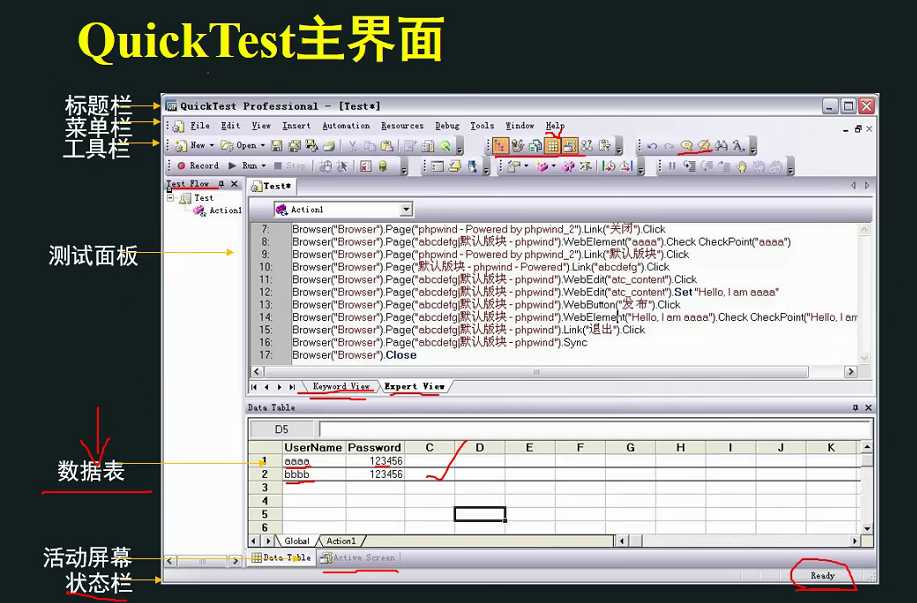 QuickTest主界面
标题栏
菜单栏
工具栏
测试面板
数据表
活动屏幕
状态栏
QuickTest Professional - [Test*]
File Edit View Insert Automation Resources Debug Tools Window Help
New Open
Record Run Stop
Test Flow
Test
Action1
Test*
Action1
7: Browser("Browser").Page("phpwind - Powered by phpwind_2").Link("关闭").Click
8: Browser("Browser").Page("abcdefg|默认版块 - phpwind").WebElement("aaaa").Check CheckPoint("aaaa")
9: Browser("Browser").Page("phpwind - Powered by phpwind_2").Link("默认版块").Click
10: Browser("Browser").Page("默认版块 - phpwind - Powered").Link("abcdefg").Click
11: Browser("Browser").Page("abcdefg|默认版块 - phpwind").WebEdit("atc_content").Click
12: Browser("Browser").Page("abcdefg|默认版块 - phpwind").WebEdit("atc_content").Set "Hello, I am aaaa"
13: Browser("Browser").Page("abcdefg|默认版块 - phpwind").WebButton("发 布").Click
14: Browser("Browser").Page("abcdefg|默认版块 - phpwind").WebElement("Hello, I am aaaa").Check CheckPoint("Hello, I am
15: Browser("Browser").Page("abcdefg|默认版块 - phpwind").Link("退出").Click
16: Browser("Browser").Page("abcdefg|默认版块 - phpwind").Sync
17: Browser("Browser").Close
Keyword View Expert View
Data Table
D5
UserName Password C D E F G H I J K
1 aaaa 123456
2 bbbb 123456
3
4
5
6
Global Action1
Data Table Active Screen
Ready